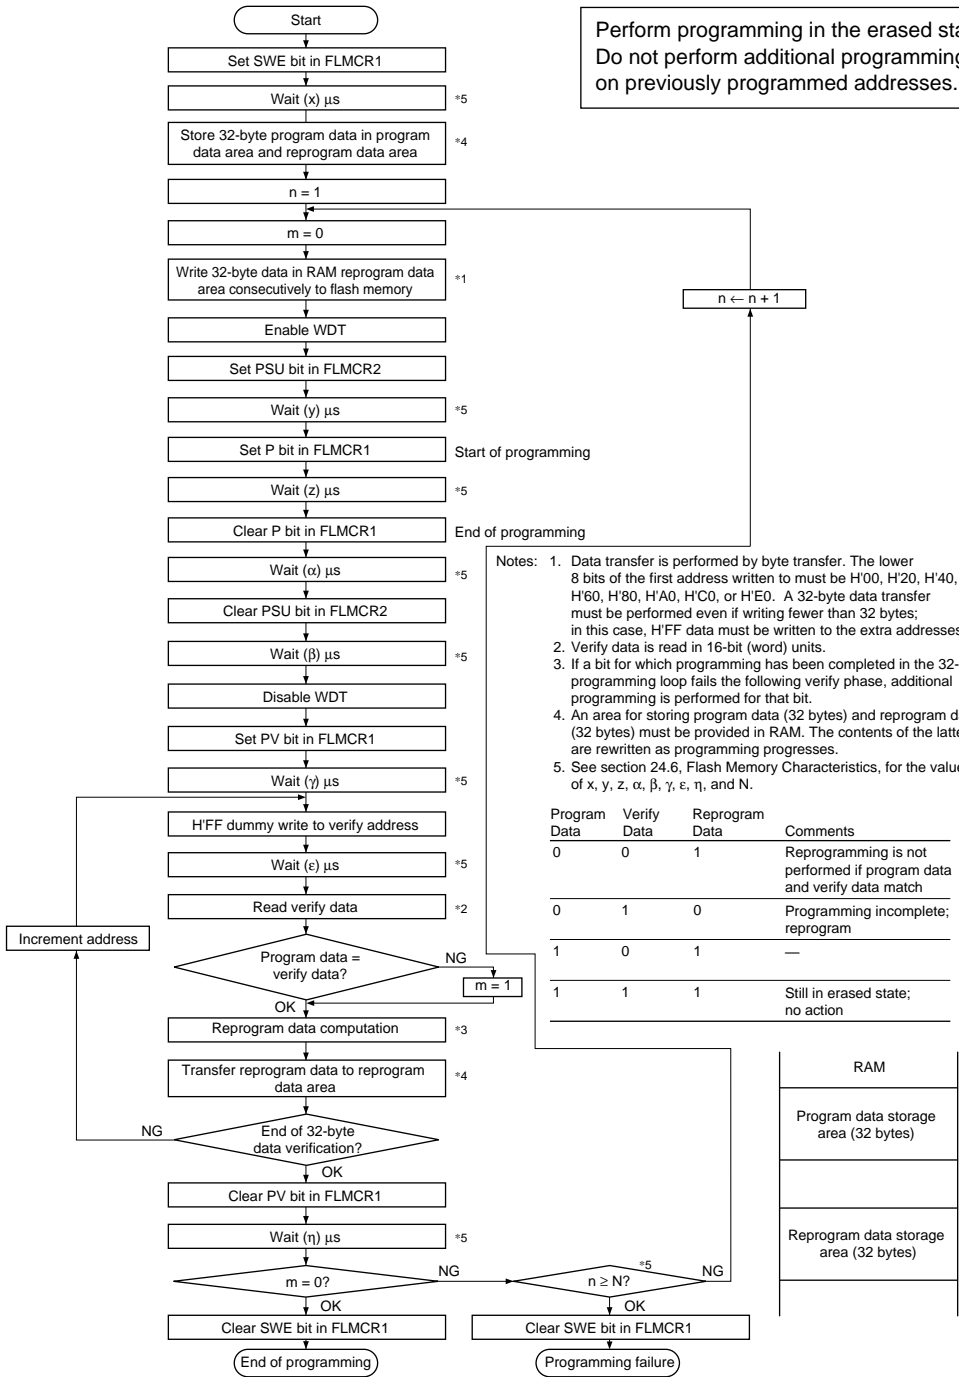 Start
Perform programming in the erased sta
Do not perform additional programming
on previously programmed addresses.
Set SWE bit in FLMCR1
Wait (x) µs *5
Store 32-byte program data in program
data area and reprogram data area *4
n = 1
m = 0
Write 32-byte data in RAM reprogram data
area consecutively to flash memory *1
n ← n + 1
Enable WDT
Set PSU bit in FLMCR2
Wait (y) µs *5
Set P bit in FLMCR1 Start of programming
Wait (z) µs *5
Clear P bit in FLMCR1 End of programming
Wait (α) µs *5
Clear PSU bit in FLMCR2
Wait (β) µs *5
Disable WDT
Set PV bit in FLMCR1
Wait (γ) µs *5
H'FF dummy write to verify address
Wait (ε) µs *5
Read verify data *2
Increment address
Program data =
verify data?
NG
m = 1
OK
Reprogram data computation *3
Transfer reprogram data to reprogram
data area *4
NG
End of 32-byte
data verification?
OK
Clear PV bit in FLMCR1
Wait (η) µs *5
m = 0?
NG
n ≥ N?
*5
NG
OK
OK
Clear SWE bit in FLMCR1
Clear SWE bit in FLMCR1
End of programming
Programming failure
Notes: 1. Data transfer is performed by byte transfer. The lower
8 bits of the first address written to must be H'00, H'20, H'40,
H'60, H'80, H'A0, H'C0, or H'E0. A 32-byte data transfer
must be performed even if writing fewer than 32 bytes;
in this case, H'FF data must be written to the extra addresses
2. Verify data is read in 16-bit (word) units.
3. If a bit for which programming has been completed in the 32-
programming loop fails the following verify phase, additional
programming is performed for that bit.
4. An area for storing program data (32 bytes) and reprogram d
(32 bytes) must be provided in RAM. The contents of the latte
are rewritten as programming progresses.
5. See section 24.6, Flash Memory Characteristics, for the value
of x, y, z, α, β, γ, ε, η, and N.
Program Verify Reprogram
Data Data Data Comments
0 0 1 Reprogramming is not
performed if program data
and verify data match
0 1 0 Programming incomplete;
reprogram
1 0 1 —
1 1 1 Still in erased state;
no action
RAM
Program data storage
area (32 bytes)
Reprogram data storage
area (32 bytes)